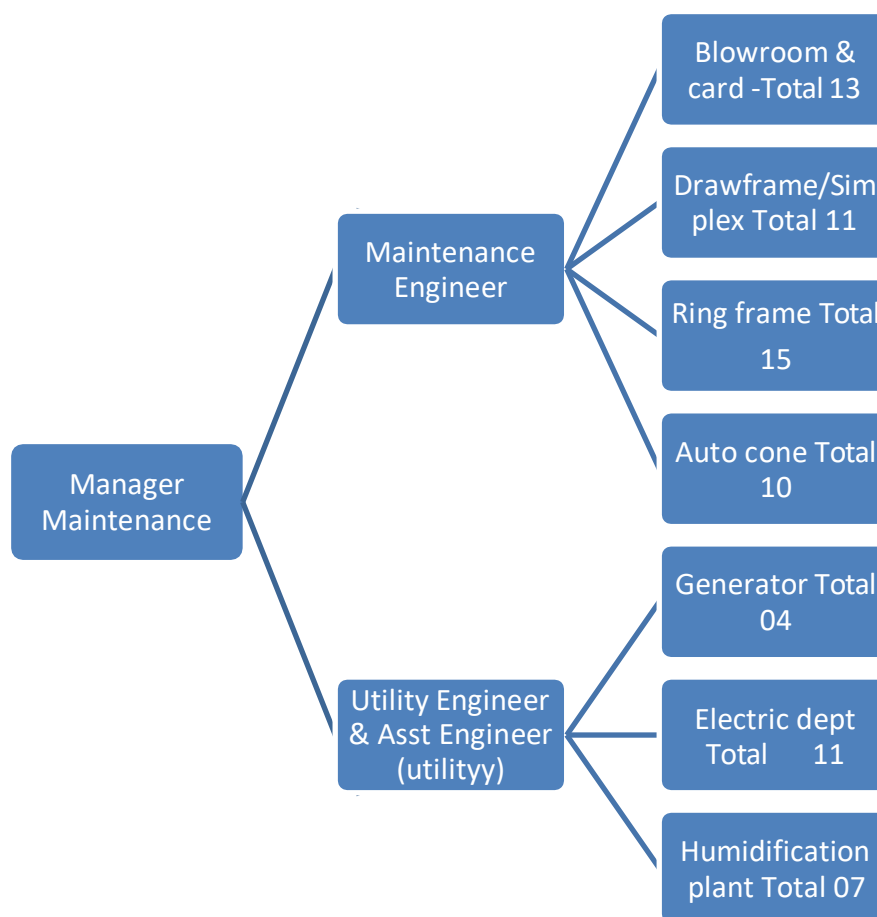 Blowroom &
card -Total 13
Drawframe/Sim
plex Total 11
Maintenance
Engineer
Ring frame Total
15
Auto cone Total
10
Manager
Maintenance
Generator Total
04
Utility Engineer
& Asst Engineer
(utilityy)
Electric dept
Total 11
Humidification
plant Total 07